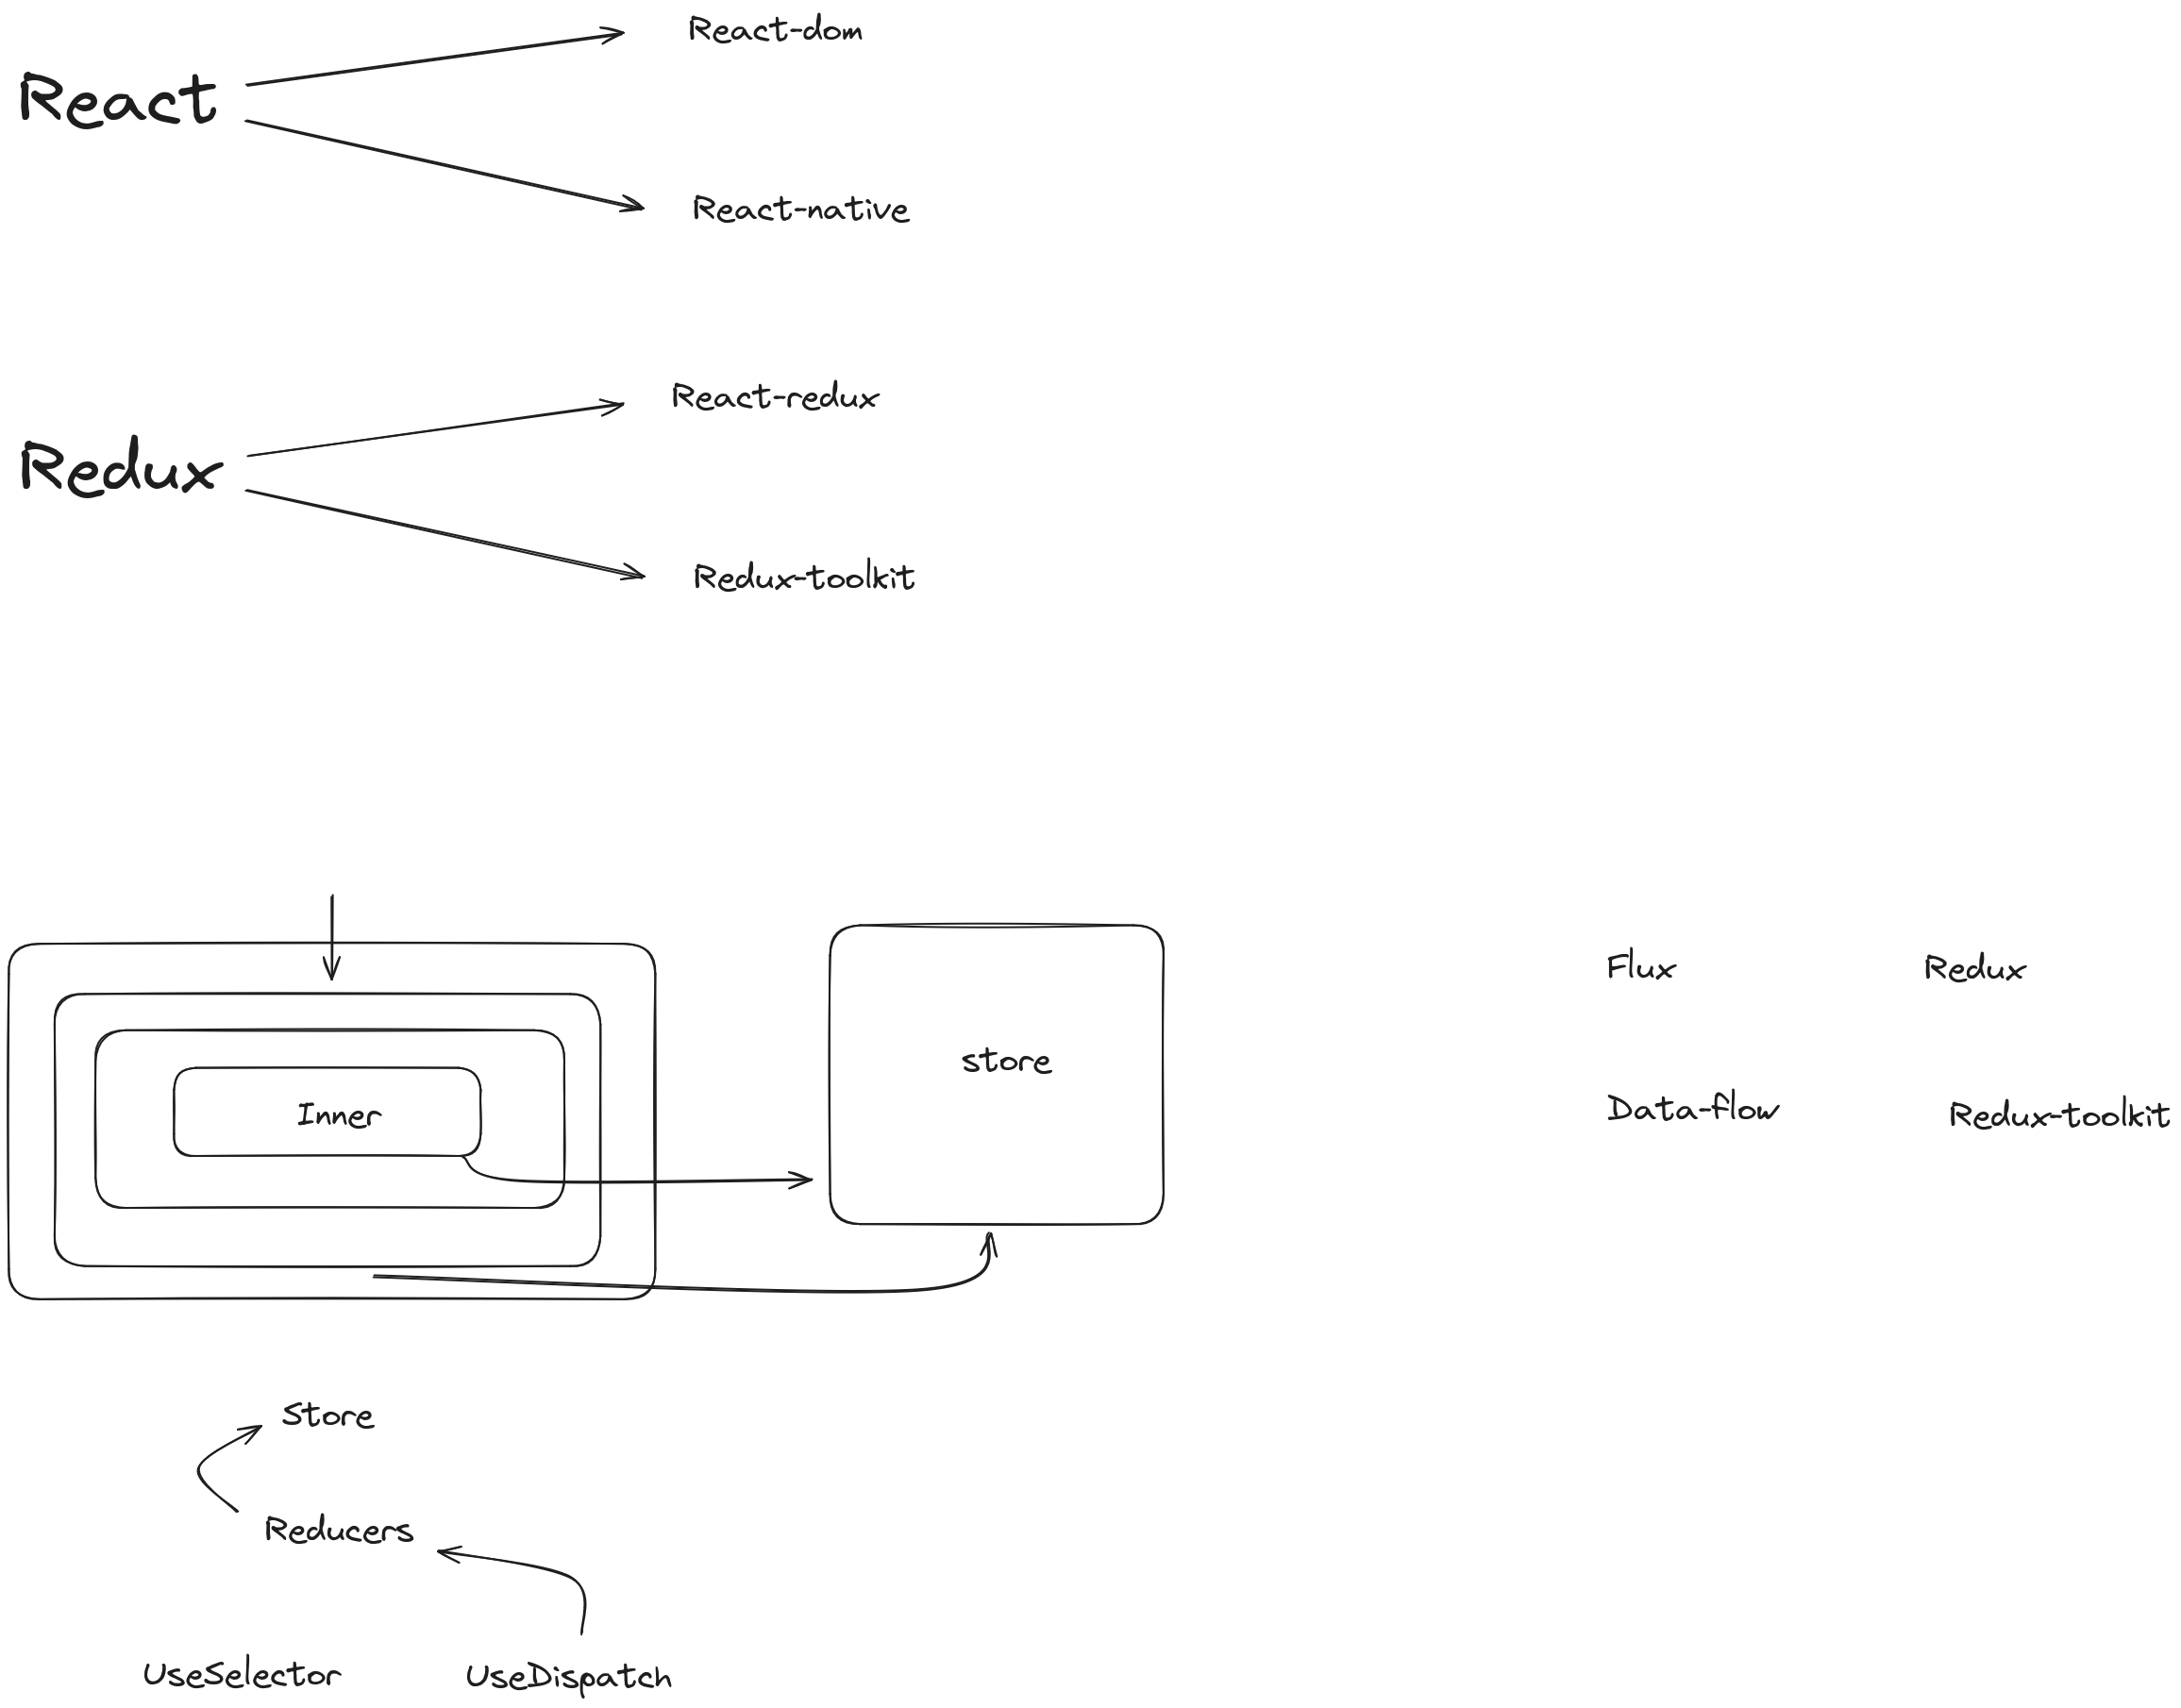 React-dom
React
React-native
React-redux
Redux
Redux-toolkit
Flux
Redux
store
Inner
Data-flow
Redux-toolkit
Store
Reducers
UseSelector
UseDispatch